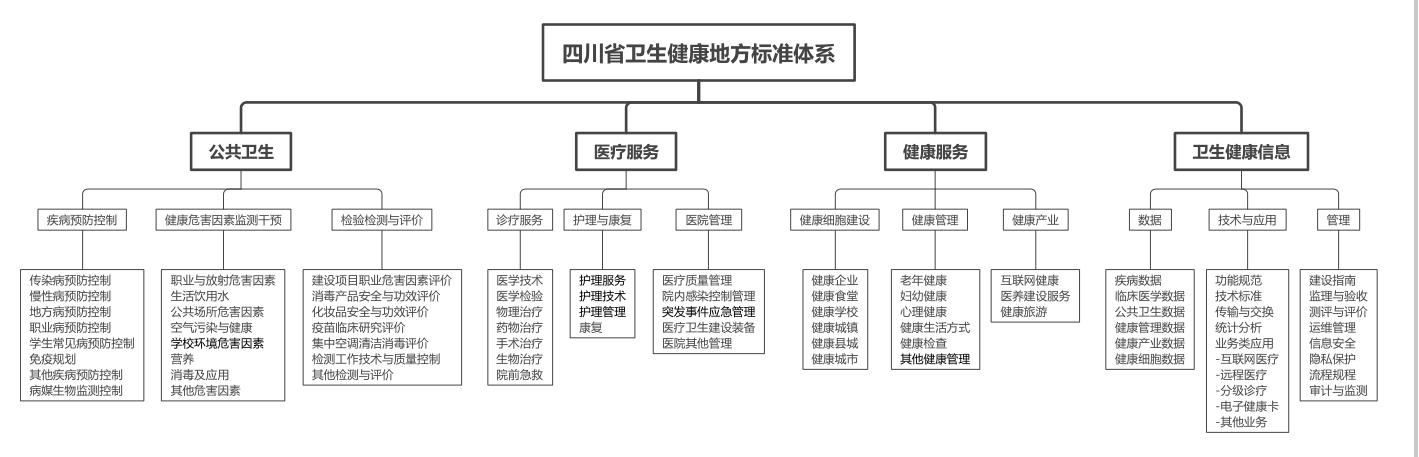 四川省卫生健康地方标准体系
公共卫生
医疗服务
健康服务
卫生健康信息
疾病预防控制
健康危害因素监测干预
检验检测与评价
诊疗服务
护理与康复
医院管理
健康细胞建设
健康管理
健康产业
数据
技术与应用
管理
传染病预防控制
慢性病预防控制
地方病预防控制
职业病预防控制
学生常见病预防控制
免疫规划
其他疾病预防控制
病媒生物监测控制
职业与放射危害因素
生活饮用水
公共场所危害因素
空气污染与健康
学校环境危害因素
营养
消毒及应用
其他危害因素
建设项目职业危害因素评价
消毒产品安全与功效评价
化妆品安全与功效评价
疫苗临床研究评价
集中空调清洁消毒评价
检测工作技术与质量控制
其他检测与评价
医学技术
医学检验
物理治疗
药物治疗
手术治疗
生物治疗
院前急救
护理服务
护理技术
护理管理
康复
医疗质量管理
院内感染控制管理
突发事件应急管理
医疗卫生建设装备
医院其他管理
健康企业
健康食堂
健康学校
健康城镇
健康县城
健康城市
老年健康
妇幼健康
心理健康
健康生活方式
健康检查
其他健康管理
互联网健康
医养建设服务
健康旅游
疾病数据
临床医学数据
公共卫生数据
健康管理数据
健康产业数据
健康细胞数据
功能规范
技术标准
传输与交换
统计分析
业务类应用
-互联网医疗
-远程医疗
-分级诊疗
-电子健康卡
-其他业务
建设指南
监理与验收
测评与评价
运维管理
信息安全
隐私保护
流程规程
审计与监测